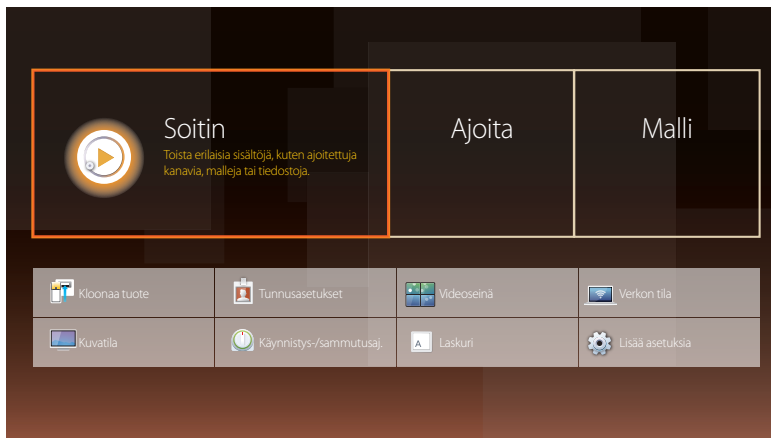 Soitin
Toista erilaisia sisältöjä, kuten ajoitettuja
kanavia, malleja tai tiedostoja.
Ajoita
Malli
Kloonaa tuote
Tunnusasetukset
Videoseinä
Verkon tila
Kuvatila
Käynnistys-/sammutusaj.
A
Laskuri
Lisää asetuksia